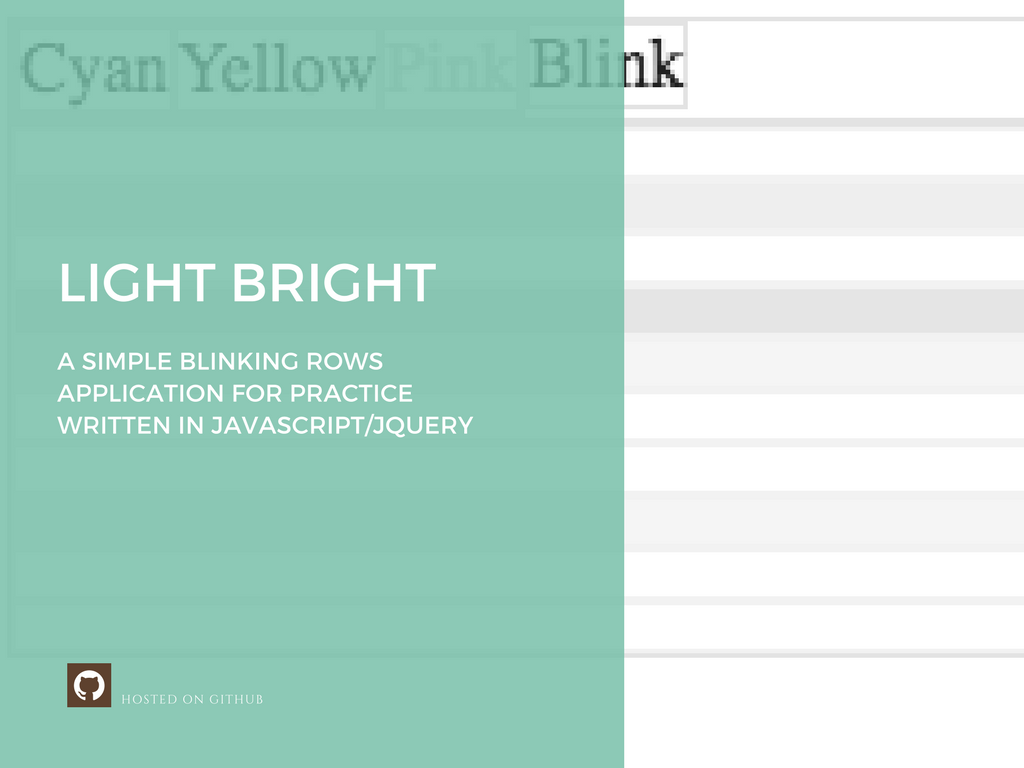 Cyan Yellow Pink Blink
LIGHT BRIGHT
A SIMPLE BLINKING ROWS
APPLICATION FOR PRACTICE
WRITTEN IN JAVASCRIPT/JQUERY
HOSTED ON GITHUB